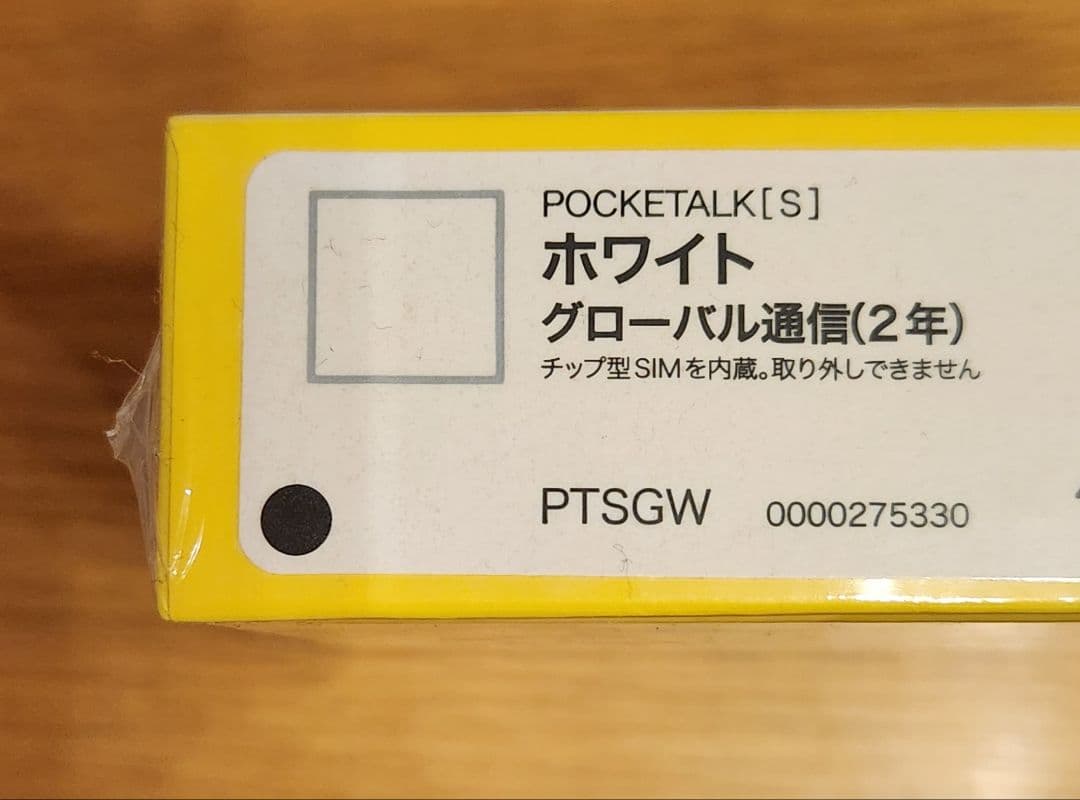 POCKETALK[S]
ホワイト
グローバル通信(2年)
チップ型SIMを内蔵。取り外しできません
PTSGW 0000275330